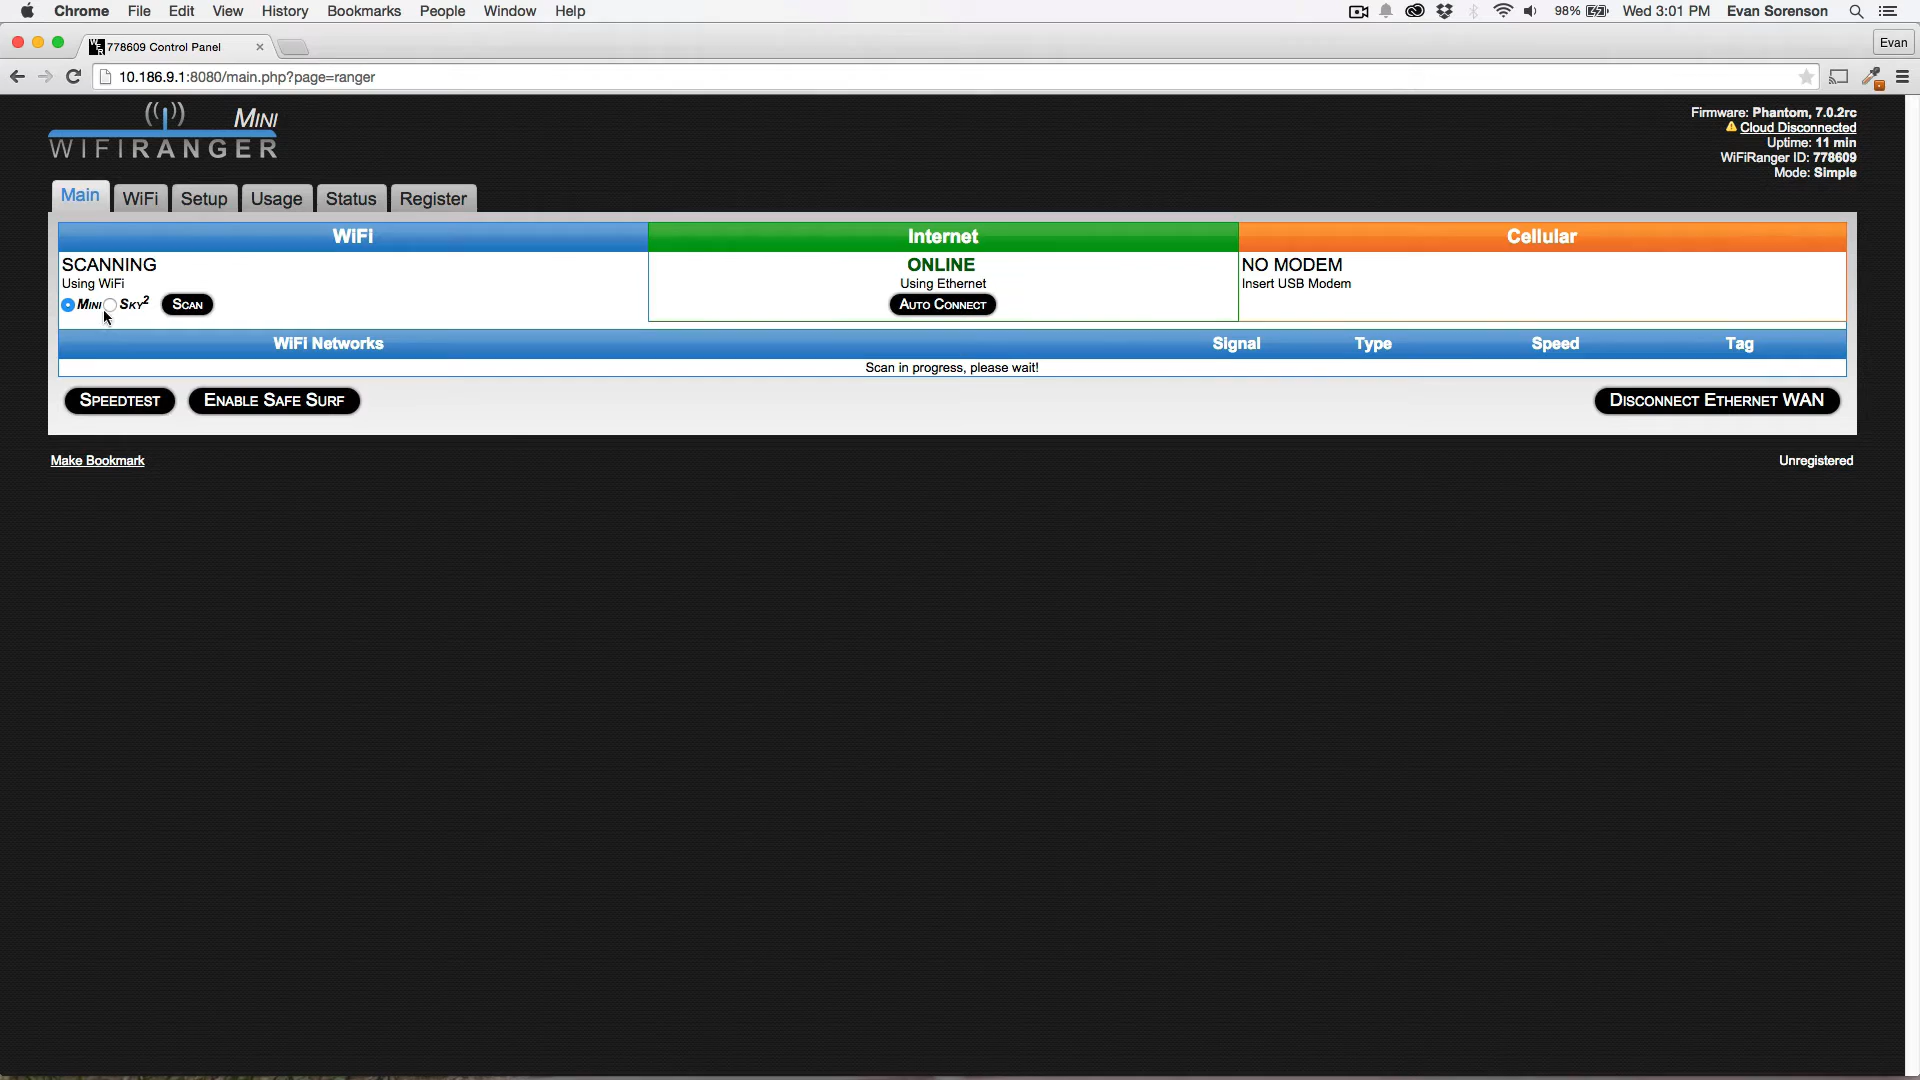 Chrome File Edit View History Bookmarks People Window Help 98% Wed 3:01 PM Evan Sorenson
778609 Control Panel Evan
10.186.9.1:8080/main.php?page=ranger
MINI
WIFIRANGER
Firmware: Phantom, 7.0.2rc
Cloud Disconnected
Uptime: 11 min
WiFiRanger ID: 778609
Mode: Simple
Main WiFi Setup Usage Status Register
WiFi Internet Cellular
SCANNING ONLINE NO MODEM
Using WiFi Using Ethernet Insert USB Modem
MINI SKY2 SCAN AUTO CONNECT
WiFi Networks Signal Type Speed Tag
Scan in progress, please wait!
SPEEDTEST ENABLE SAFE SURF DISCONNECT ETHERNET WAN
Make Bookmark Unregistered